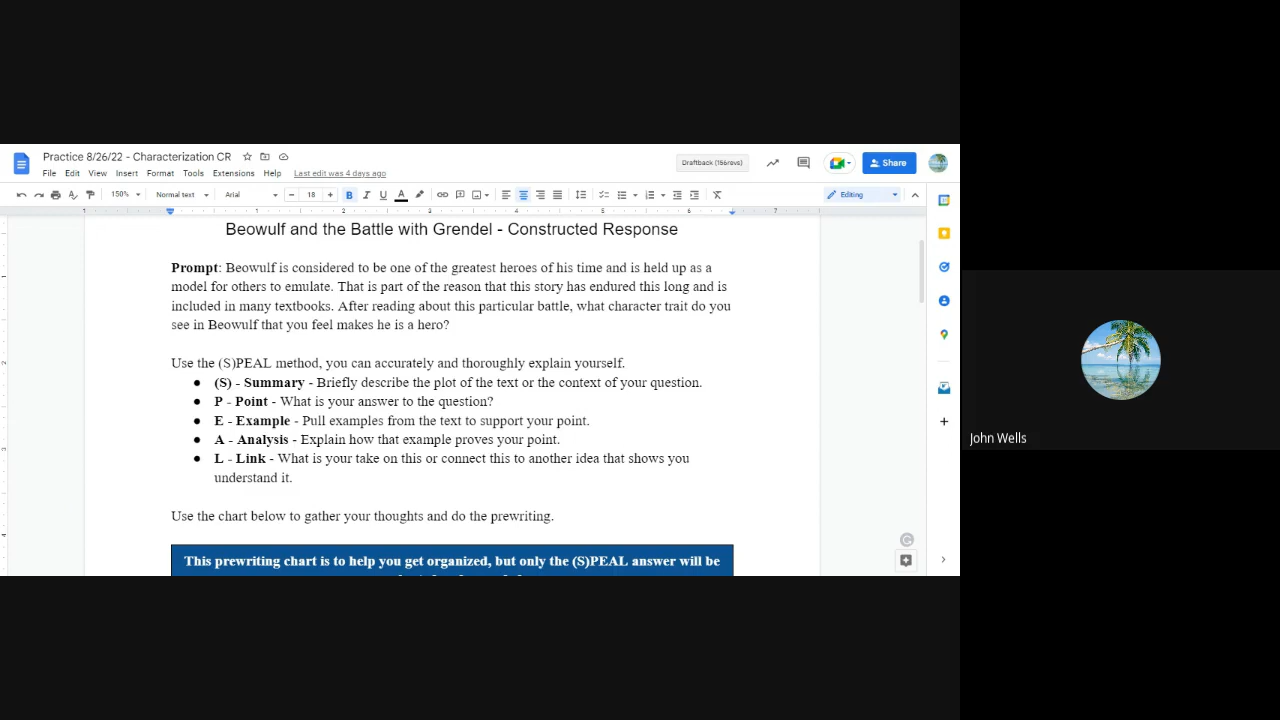 Practice 8/26/22 - Characterization CR
File Edit View Insert Format Tools Extensions Help Last edit was 4 days ago
Draftback (156revs)
Share
150% Normal text Arial 18 B I U A Editing
1 1 2 3 4 5 6 7
Beowulf and the Battle with Grendel - Constructed Response
Prompt: Beowulf is considered to be one of the greatest heroes of his time and is held up as a
model for others to emulate. That is part of the reason that this story has endured this long and is
included in many textbooks. After reading about this particular battle, what character trait do you
see in Beowulf that you feel makes he is a hero?
Use the (S)PEAL method, you can accurately and thoroughly explain yourself.
● (S) - Summary - Briefly describe the plot of the text or the context of your question.
● P - Point - What is your answer to the question?
● E - Example - Pull examples from the text to support your point.
● A - Analysis - Explain how that example proves your point.
● L - Link - What is your take on this or connect this to another idea that shows you
understand it.
Use the chart below to gather your thoughts and do the prewriting.
This prewriting chart is to help you get organized, but only the (S)PEAL answer will be
John Wells